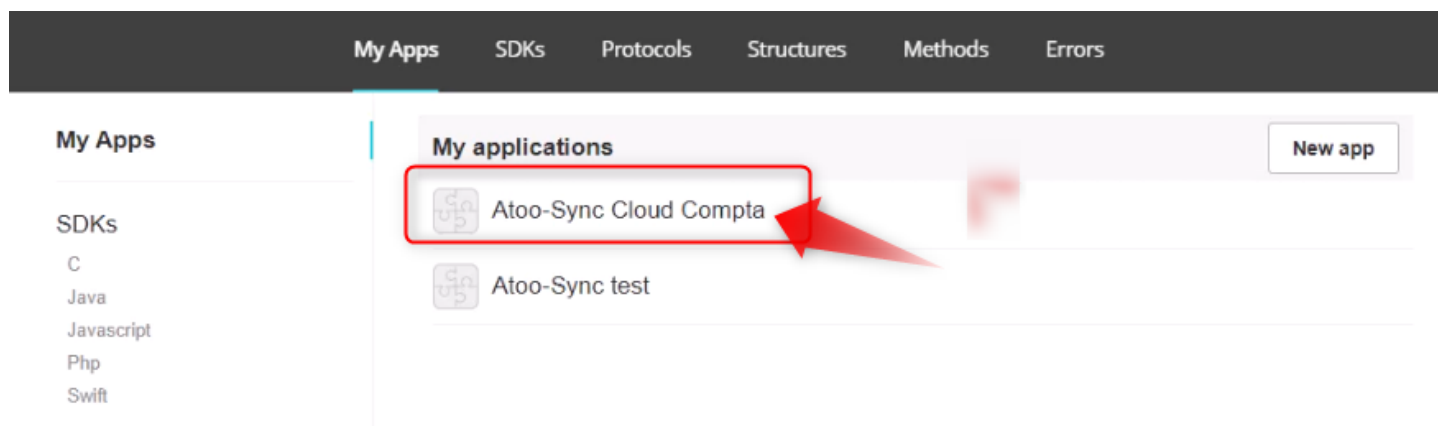 My Apps SDKs Protocols Structures Methods Errors
My Apps
SDKs
C
Java
Javascript
Php
Swift
My applications
New app
Atoo-Sync Cloud Compta
Atoo-Sync test